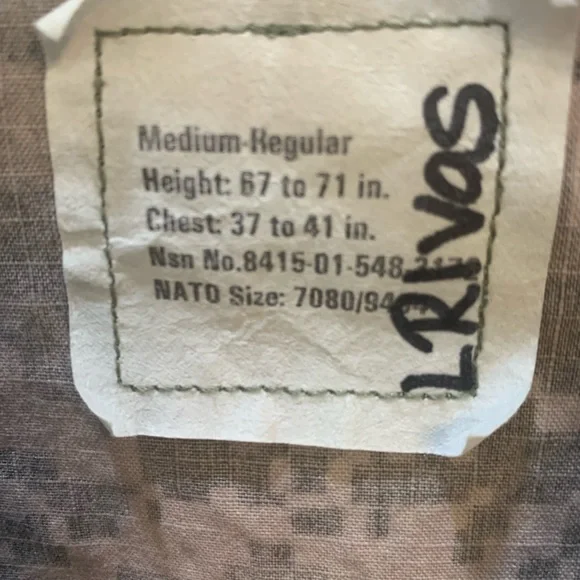 Medium-Regular
Height: 67 to 71 in.
Chest: 37 to 41 in.
Nsn No.8415-01-548
NATO Size: 7080/94
L RIVAS